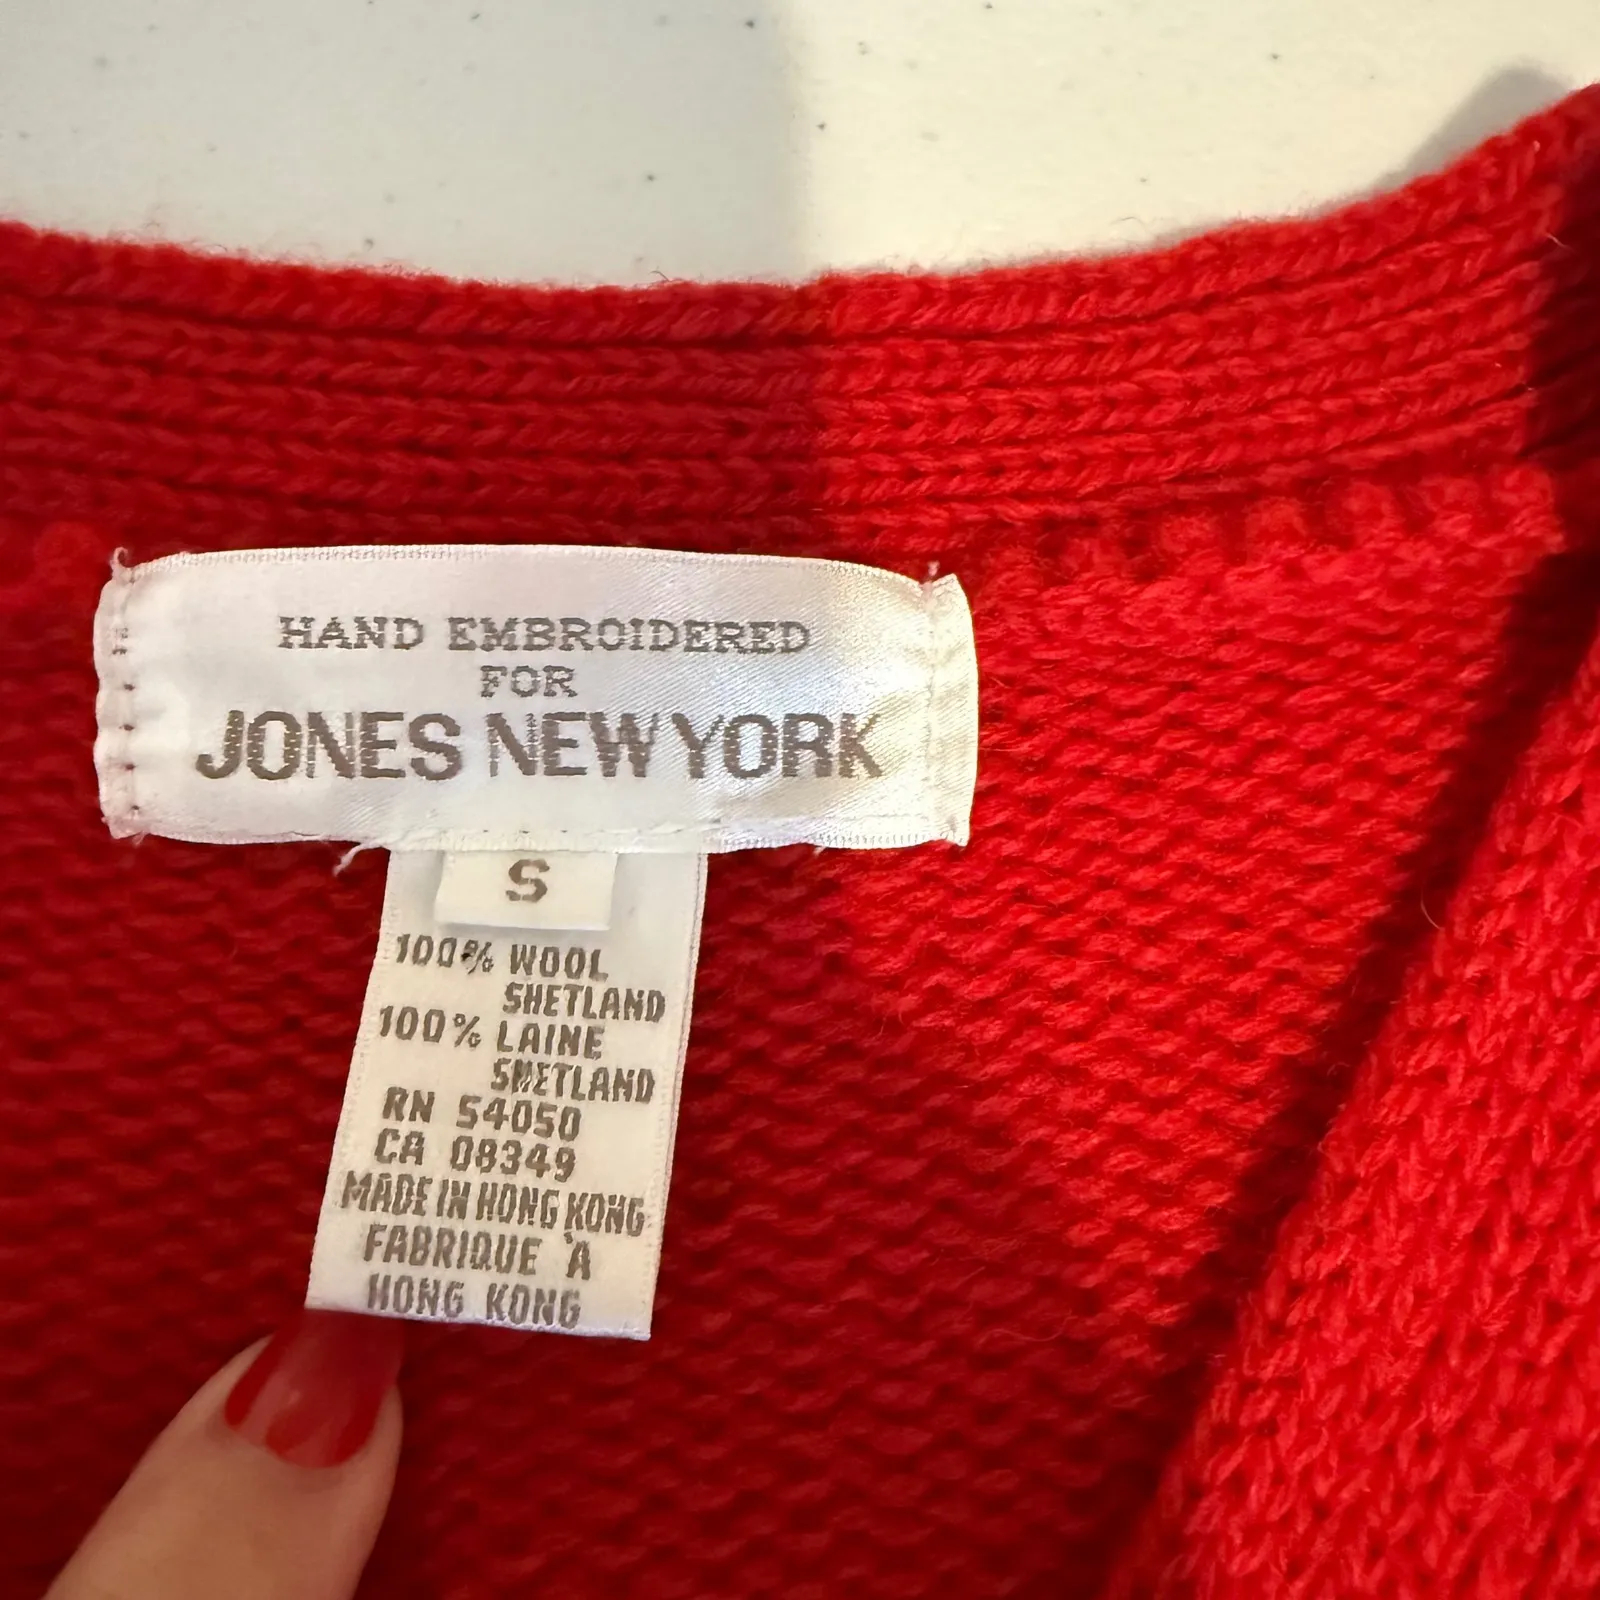 HAND EMBROIDERED
FOR
JONES NEW YORK
S
100% WOOL
SHETLAND
100% LAINE
SHETLAND
RN 54050
CA 08349
MADE IN HONG KONG
FABRIQUE À
HONG KONG